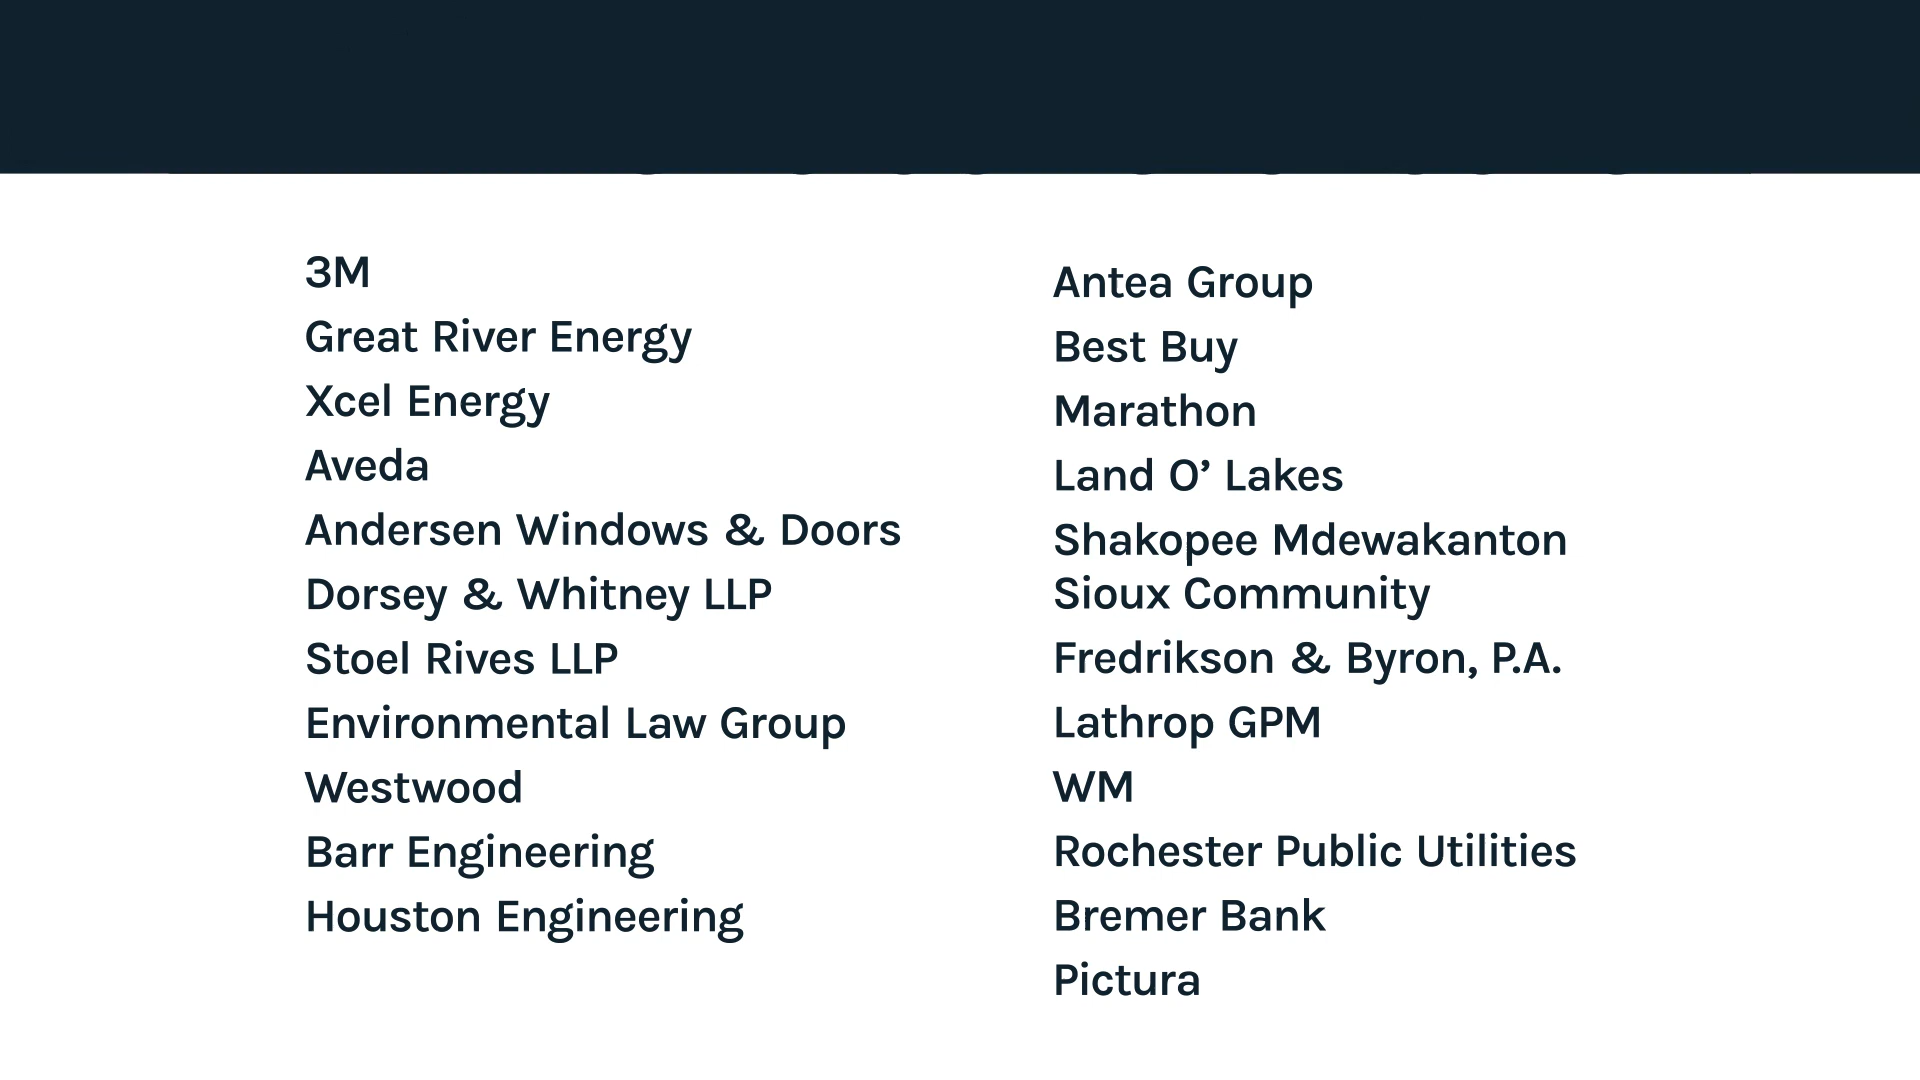 3M
Great River Energy
Xcel Energy
Aveda
Andersen Windows & Doors
Dorsey & Whitney LLP
Stoel Rives LLP
Environmental Law Group
Westwood
Barr Engineering
Houston Engineering
Antea Group
Best Buy
Marathon
Land O’ Lakes
Shakopee Mdewakanton
Sioux Community
Fredrikson & Byron, P.A.
Lathrop GPM
WM
Rochester Public Utilities
Bremer Bank
Pictura